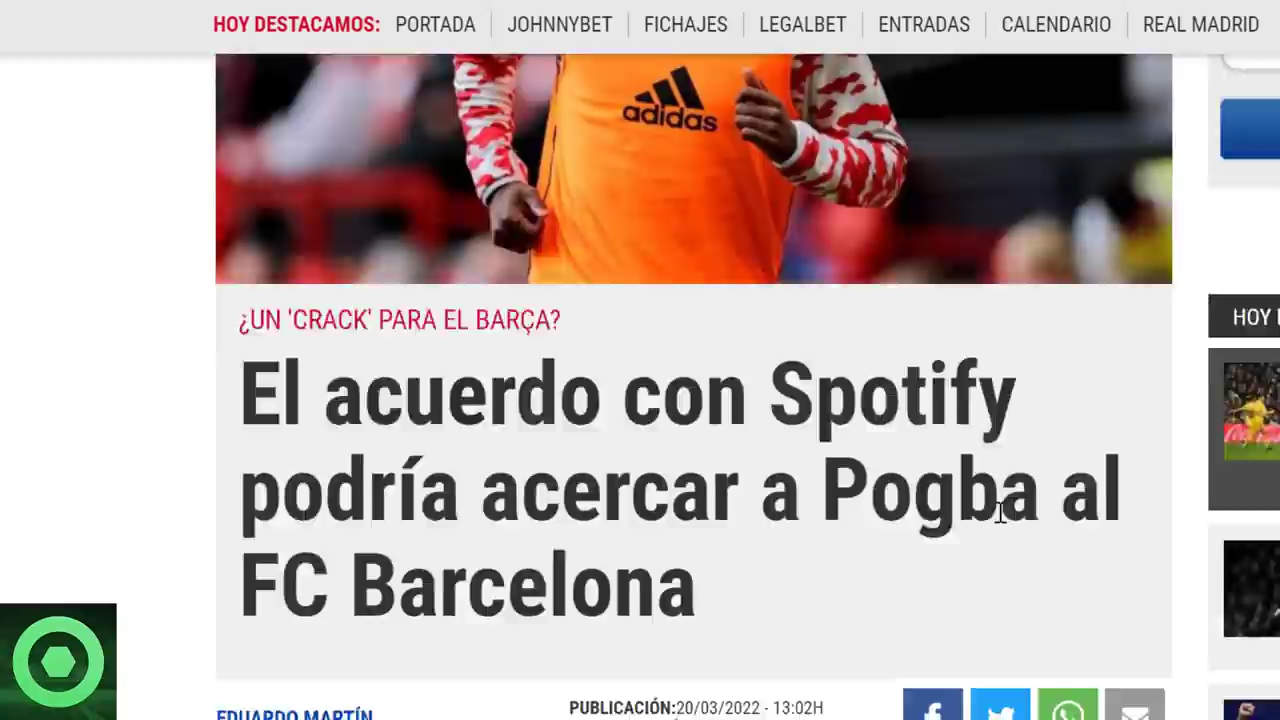 HOY DESTACAMOS: PORTADA JOHNNYBET FICHAJES LEGALBET ENTRADAS CALENDARIO REAL MADRID
adidas
¿UN 'CRACK' PARA EL BARÇA?
El acuerdo con Spotify
podría acercar a Pogba al
FC Barcelona
HOY
EDUARDO MARTÍN
PUBLICACIÓN:20/03/2022 - 13:02H